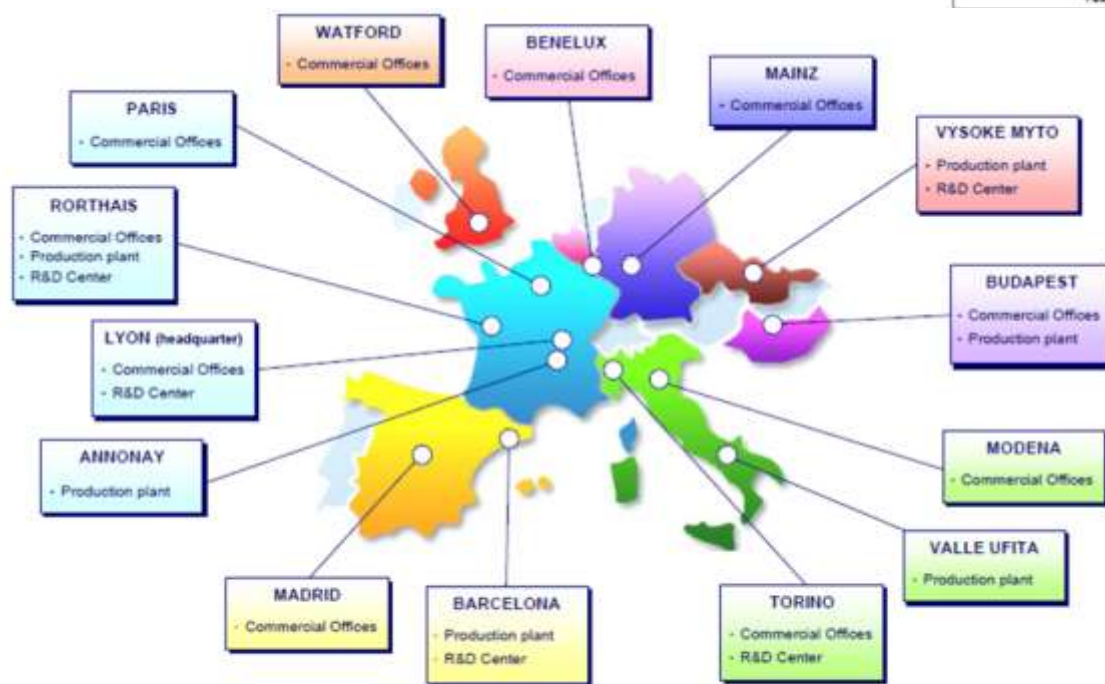 WATFORD
- Commercial Offices
BENELUX
- Commercial Offices
MAINZ
- Commercial Offices
PARIS
- Commercial Offices
VYSOKE MYTO
- Production plant
- R&D Center
RORTHAIS
- Commercial Offices
- Production plant
- R&D Center
BUDAPEST
- Commercial Offices
- Production plant
LYON (headquarter)
- Commercial Offices
- R&D Center
ANNONAY
- Production plant
MODENA
- Commercial Offices
VALLE UFITA
- Production plant
MADRID
- Commercial Offices
BARCELONA
- Production plant
- R&D Center
TORINO
- Commercial Offices
- R&D Center